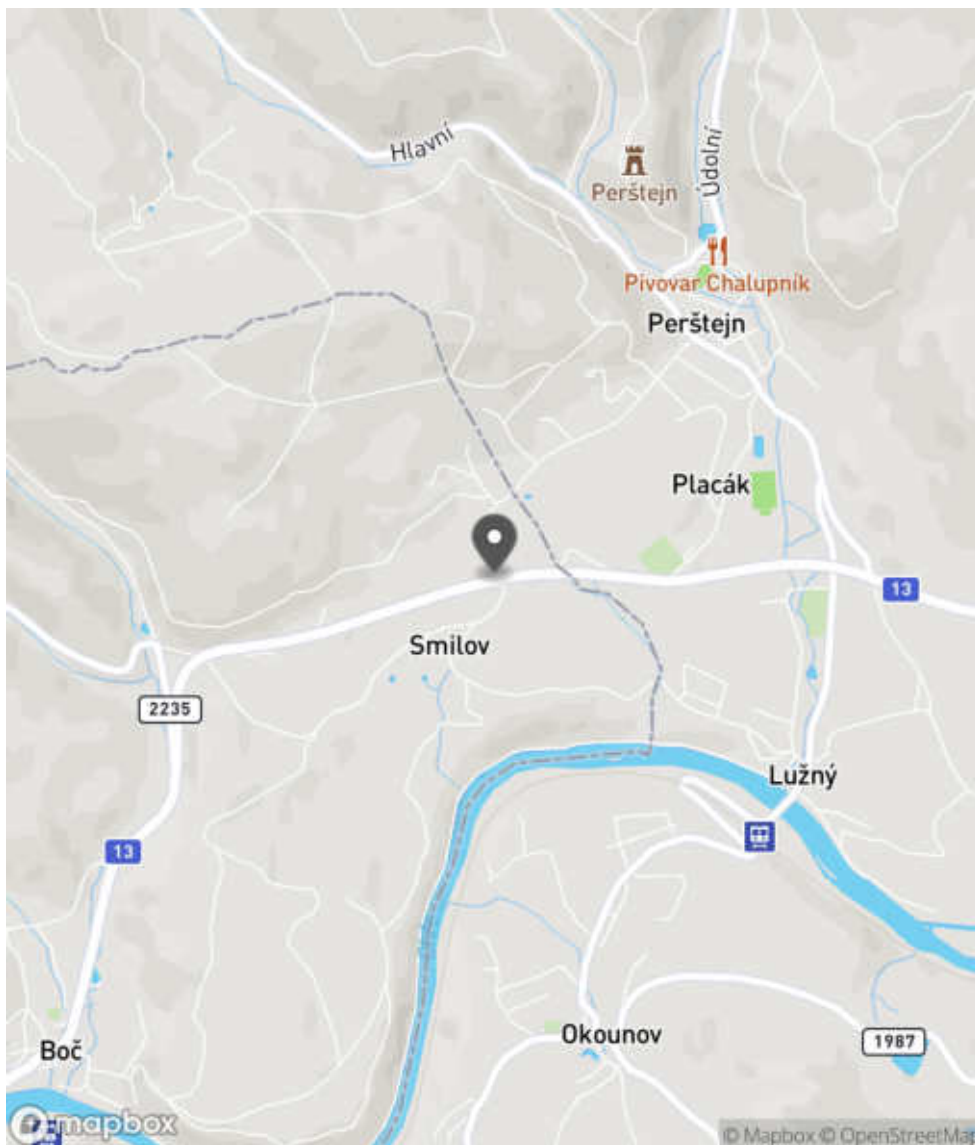 Hlavní
Údolní
Perštejn
Pivovar Chalupník
Perštejn
Placák
13
Smilov
2235
Lužný
13
Okounov
1987
Boč
mapbox
© Mapbox © OpenStreetMap